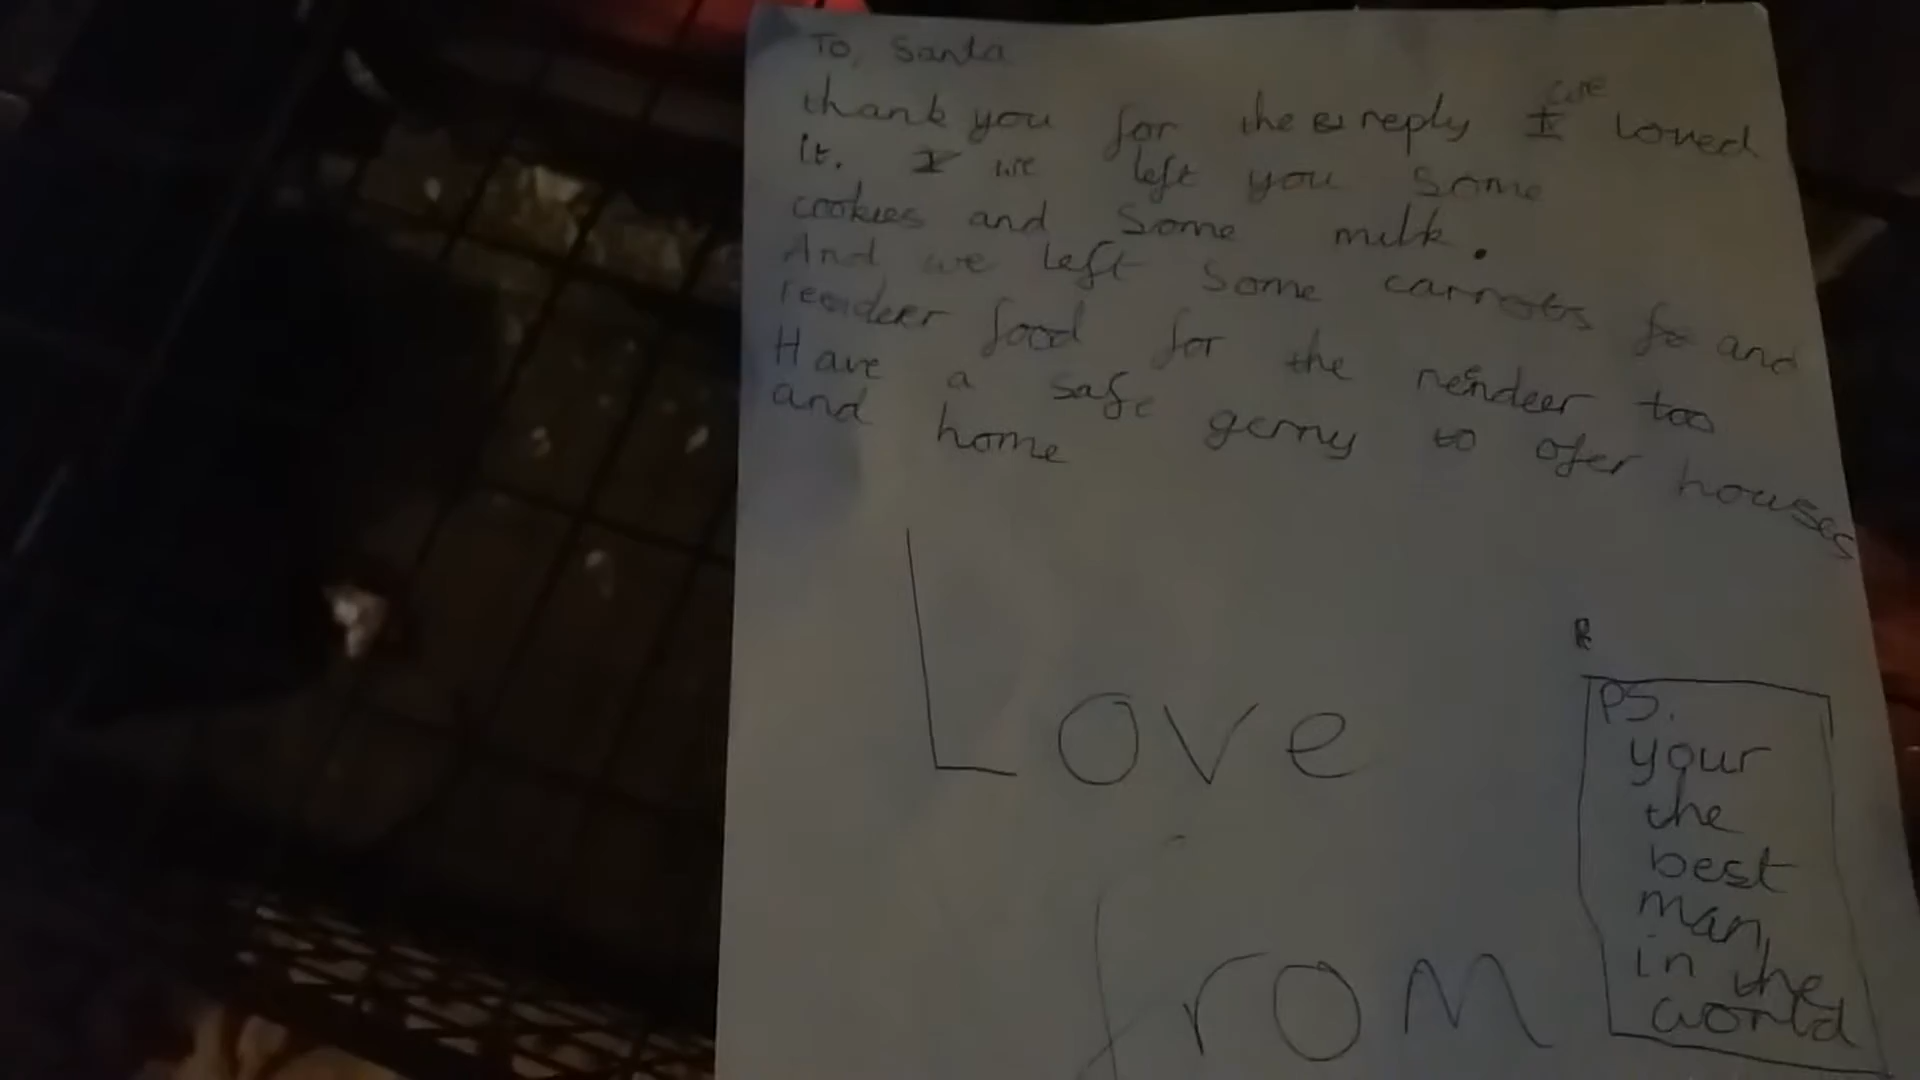 To, Santa
thank you for the reply we loved
it. we left you some
cookies and some milk.
And we left some carrots and
reindeer food for the reindeer too
Have a safe gerny to ofer houses
and home
Love
from
PS.
your
the
best
man,
in the
world